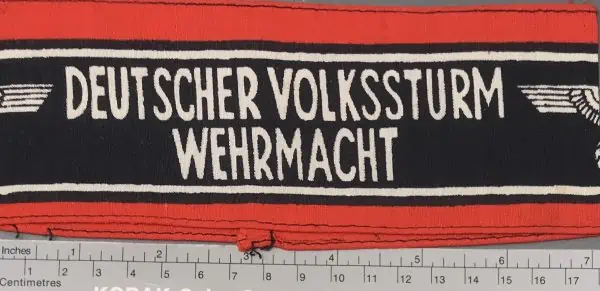 DEUTSCHER VOLKSSTURM
WEHRMACHT
Inches 1 2 3 4 5 6 7
1 2 3 4 5 6 7 8 9 10 11 12 13 14 15 16 17
Centimetres
KODAK